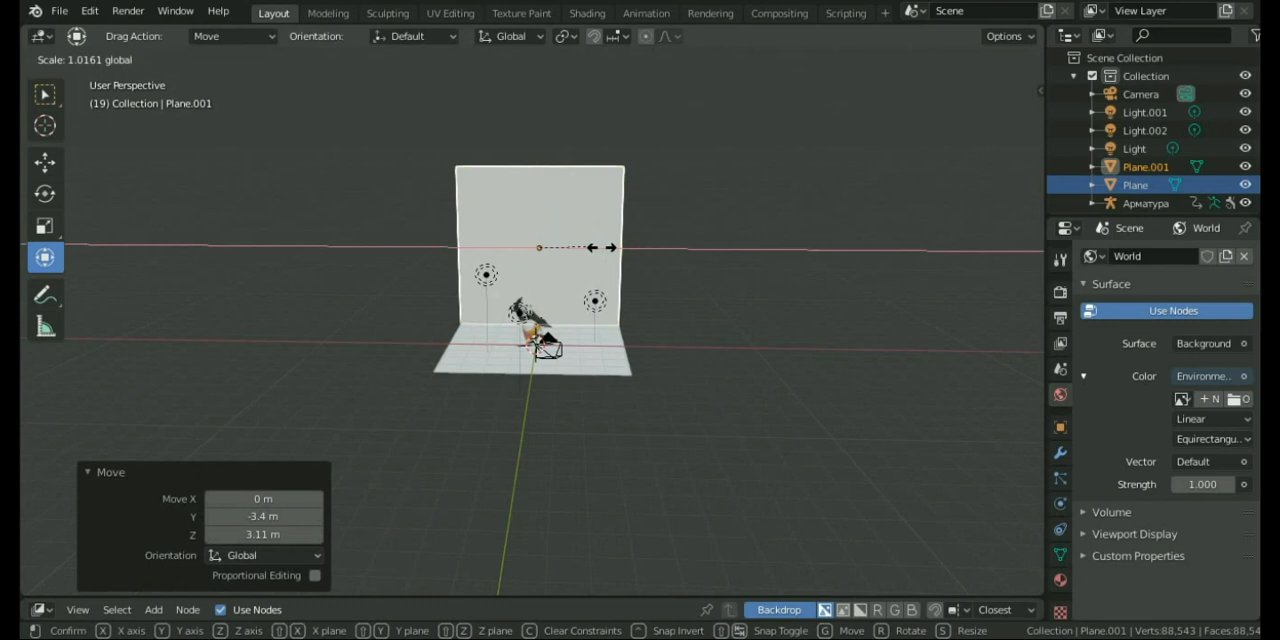 File Edit Render Window Help Layout Modeling Sculpting UV Editing Texture Paint Shading Animation Rendering Compositing Scripting + Scene View Layer
Drag Action: Move Orientation: Default Global Options
Scale: 1.0161 global
User Perspective
(19) Collection | Plane.001
Scene Collection
Collection
Camera
Light.001
Light.002
Light
Plane.001
Plane
Арматура
Scene World
World
Surface
Use Nodes
Surface Background
Color Environme..
+ N O
Linear
Equirectangu..
Vector Default
Strength 1.000
Volume
Viewport Display
Custom Properties
Move
Move X 0 m
Y -3.4 m
Z 3.11 m
Orientation Global
Proportional Editing
View Select Add Node Use Nodes Backdrop R G B Closest
Confirm X X axis Y Y axis Z Z axis X X plane Y Y plane Z Z plane C Clear Constraints ^ Snap Invert Snap Toggle G Move R Rotate S Resize Collection | Plane.001 Verts:88,543 Faces:88,54